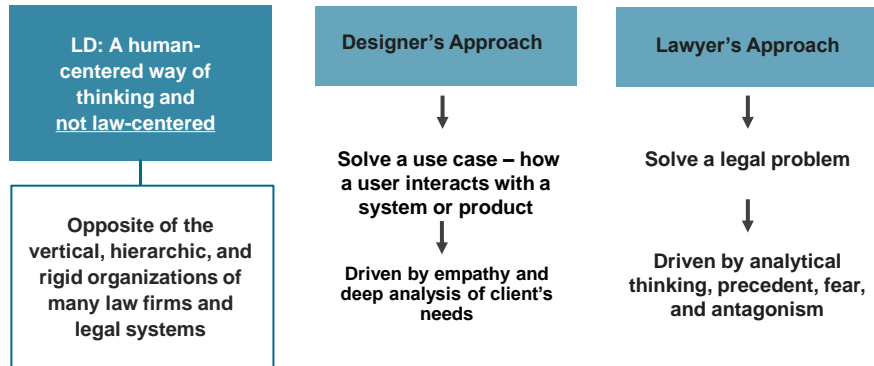 LD: A human-
centered way of
thinking and
not law-centered
Opposite of the
vertical, hierarchic, and
rigid organizations of
many law firms and
legal systems
Designer's Approach
Solve a use case – how
a user interacts with a
system or product
Driven by empathy and
deep analysis of client's
needs
Lawyer's Approach
Solve a legal problem
Driven by analytical
thinking, precedent, fear,
and antagonism